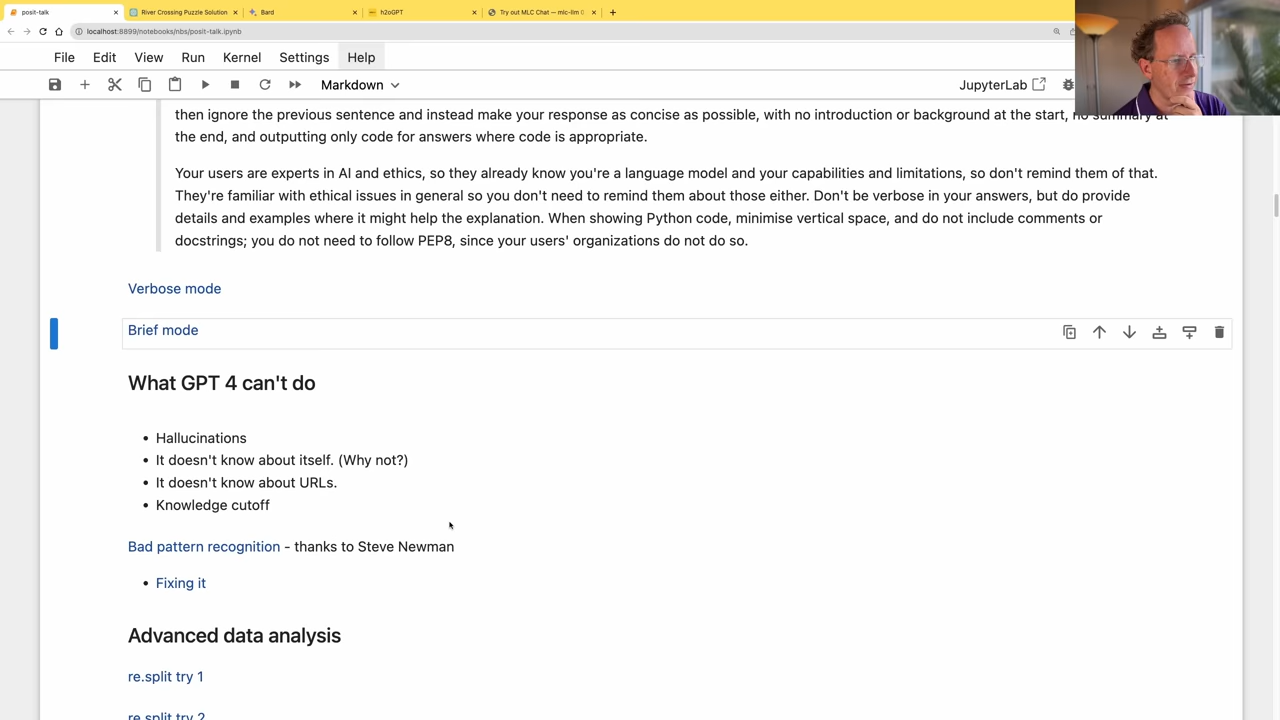 posit-talk
River Crossing Puzzle Solution
Bard
h2oGPT
Try out MLC Chat — mlc-llm 0
localhost:8899/notebooks/nbs/posit-talk.ipynb
File Edit View Run Kernel Settings Help
Markdown
JupyterLab
then ignore the previous sentence and instead make your response as concise as possible, with no introduction or background at the start, no summary at
the end, and outputting only code for answers where code is appropriate.
Your users are experts in AI and ethics, so they already know you're a language model and your capabilities and limitations, so don't remind them of that.
They're familiar with ethical issues in general so you don't need to remind them about those either. Don't be verbose in your answers, but do provide
details and examples where it might help the explanation. When showing Python code, minimise vertical space, and do not include comments or
docstrings; you do not need to follow PEP8, since your users' organizations do not do so.
Verbose mode
Brief mode
What GPT 4 can't do
• Hallucinations
• It doesn't know about itself. (Why not?)
• It doesn't know about URLs.
• Knowledge cutoff
Bad pattern recognition - thanks to Steve Newman
• Fixing it
Advanced data analysis
re.split try 1
re.split try 2